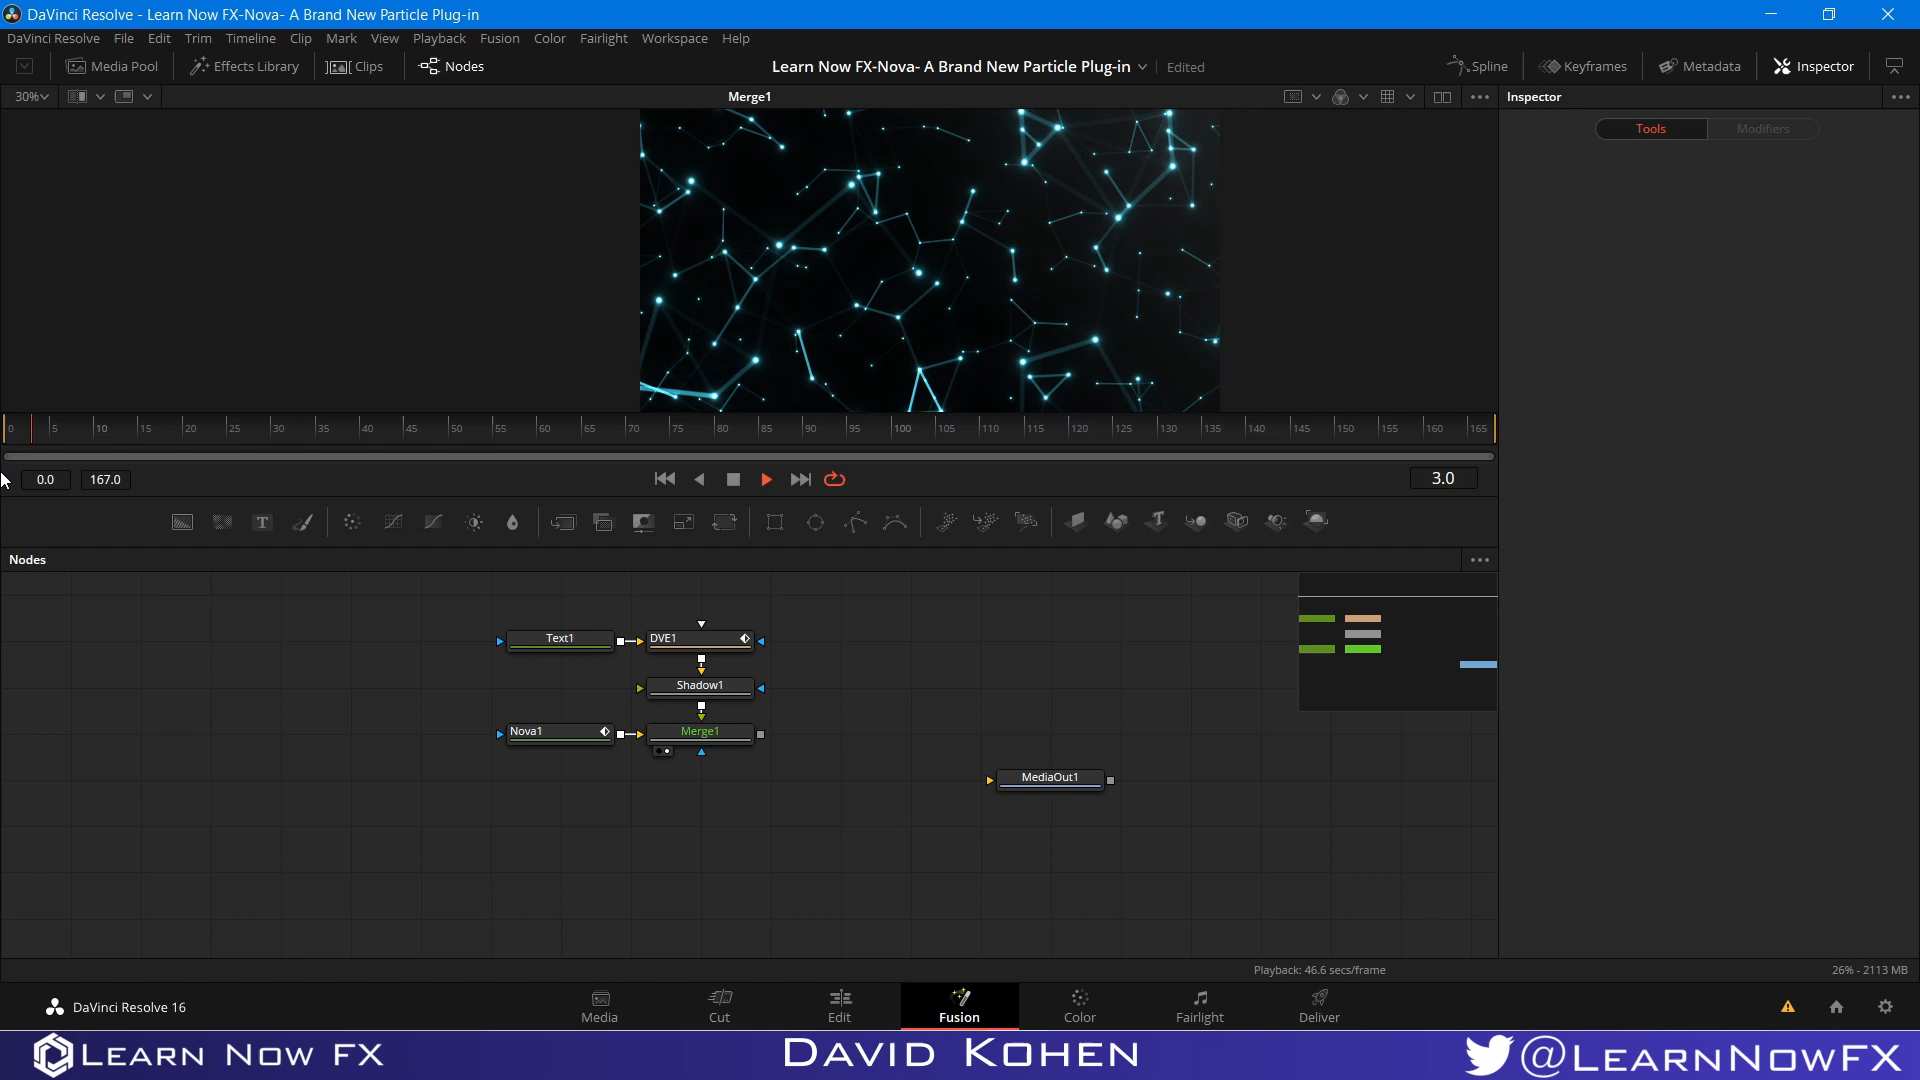 DaVinci Resolve - Learn Now FX-Nova- A Brand New Particle Plug-in
DaVinci Resolve File Edit Trim Timeline Clip Mark View Playback Fusion Color Fairlight Workspace Help
Media Pool Effects Library Clips Nodes Learn Now FX-Nova- A Brand New Particle Plug-in Edited Spline Keyframes Metadata Inspector
30% Merge1 Inspector
Tools Modifiers
0 5 10 15 20 25 30 35 40 45 50 55 60 65 70 75 80 85 90 95 100 105 110 115 120 125 130 135 140 145 150 155 160 165
0.0 167.0 3.0
T T
Nodes
Text1 DVE1
Shadow1
Nova1 Merge1
MediaOut1
Playback: 46.6 secs/frame 26% - 2113 MB
DaVinci Resolve 16 Media Cut Edit Fusion Color Fairlight Deliver
LEARN NOW FX DAVID KOHEN @LEARNNOWFX